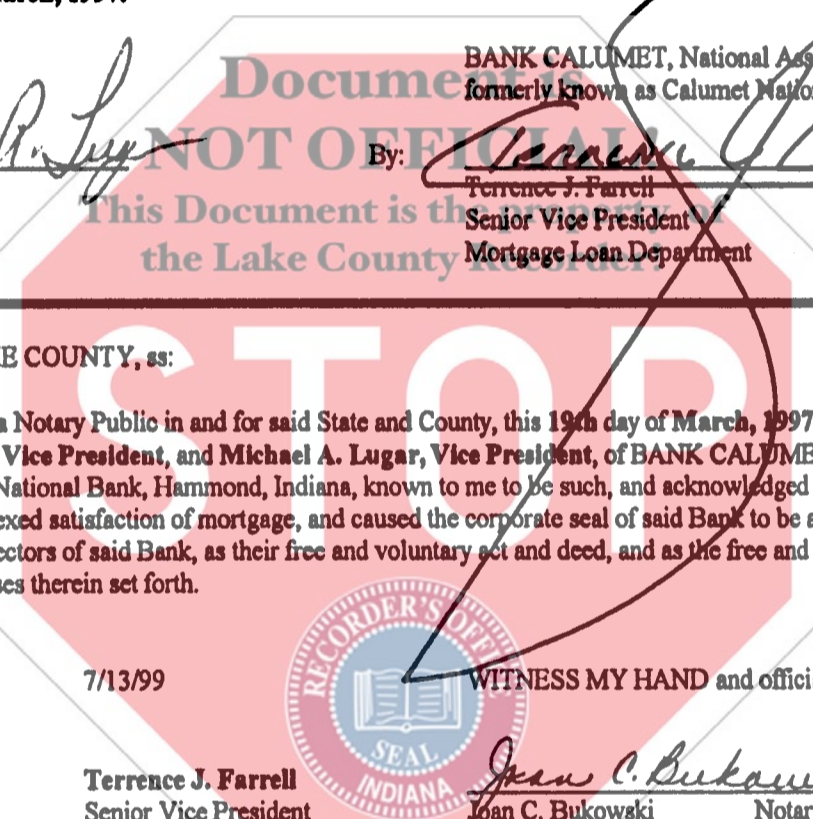 BANK CALUMET, National Ass
formerly known as Calumet Natio
Document is
NOT OFFICIAL!
This Document is the property of
the Lake County Recorder!
By:
Terrence J. Farrell
Senior Vice President
Mortgage Loan Department
STOP
E COUNTY, ss:
a Notary Public in and for said State and County, this 19th day of March, 1997
Vice President, and Michael A. Lugar, Vice President, of BANK CALUME
National Bank, Hammond, Indiana, known to me to be such, and acknowledged
exed satisfaction of mortgage, and caused the corporate seal of said Bank to be a
ectors of said Bank, as their free and voluntary act and deed, and as the free and
ses therein set forth.
RECORDER'S OFFICE
SEAL
INDIANA
7/13/99
WITNESS MY HAND and offici
Joan C. Bukow
Terrence J. Farrell
Senior Vice President
Joan C. Bukowski Notar